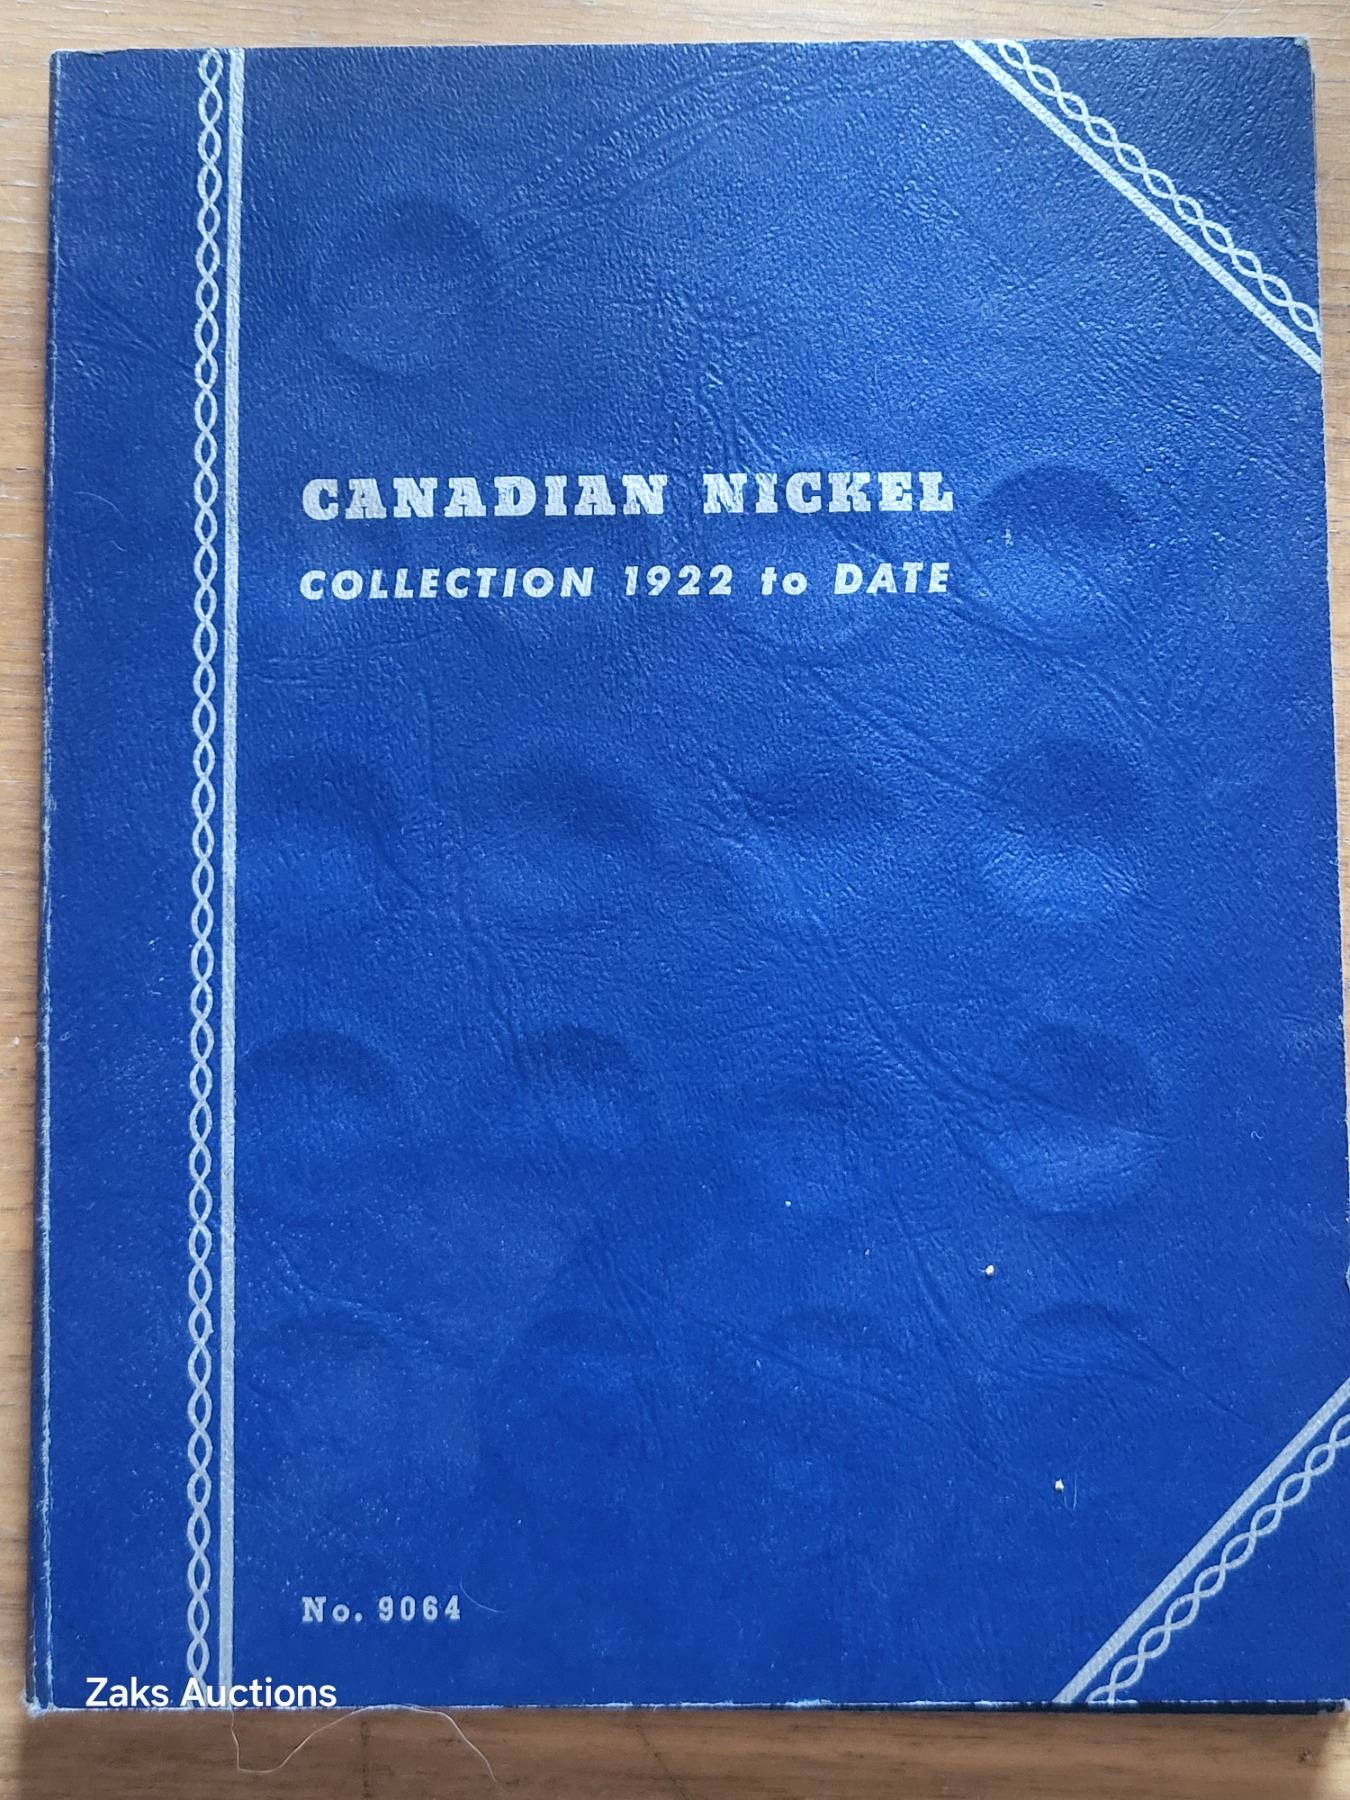 CANADIAN NICKEL
COLLECTION 1922 to DATE
No. 9064
Zaks Auctions